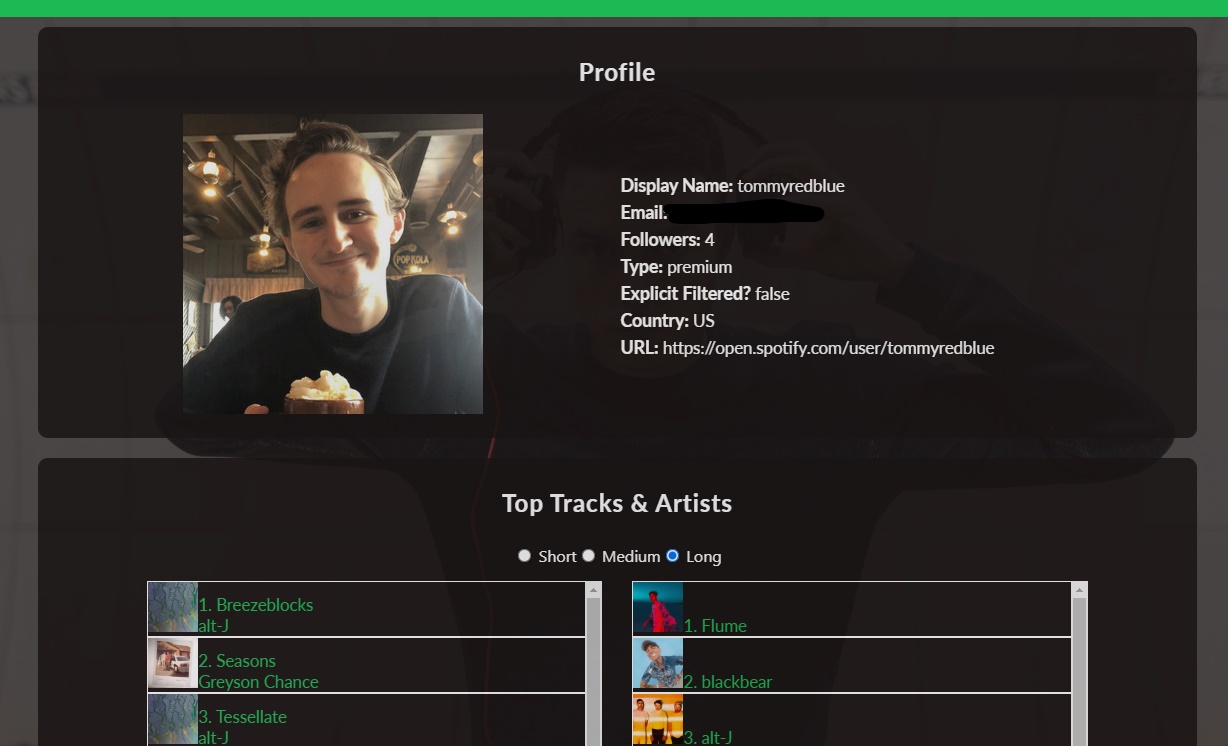 Profile
POP KOLA
Display Name: tommyredblue
Email:
Followers: 4
Type: premium
Explicit Filtered? false
Country: US
URL: https://open.spotify.com/user/tommyredblue
Top Tracks & Artists
Short Medium Long
1. Breezeblocks
alt-J
1. Flume
2. Seasons
Greyson Chance
2. blackbear
3. Tessellate
alt-J
3. alt-J